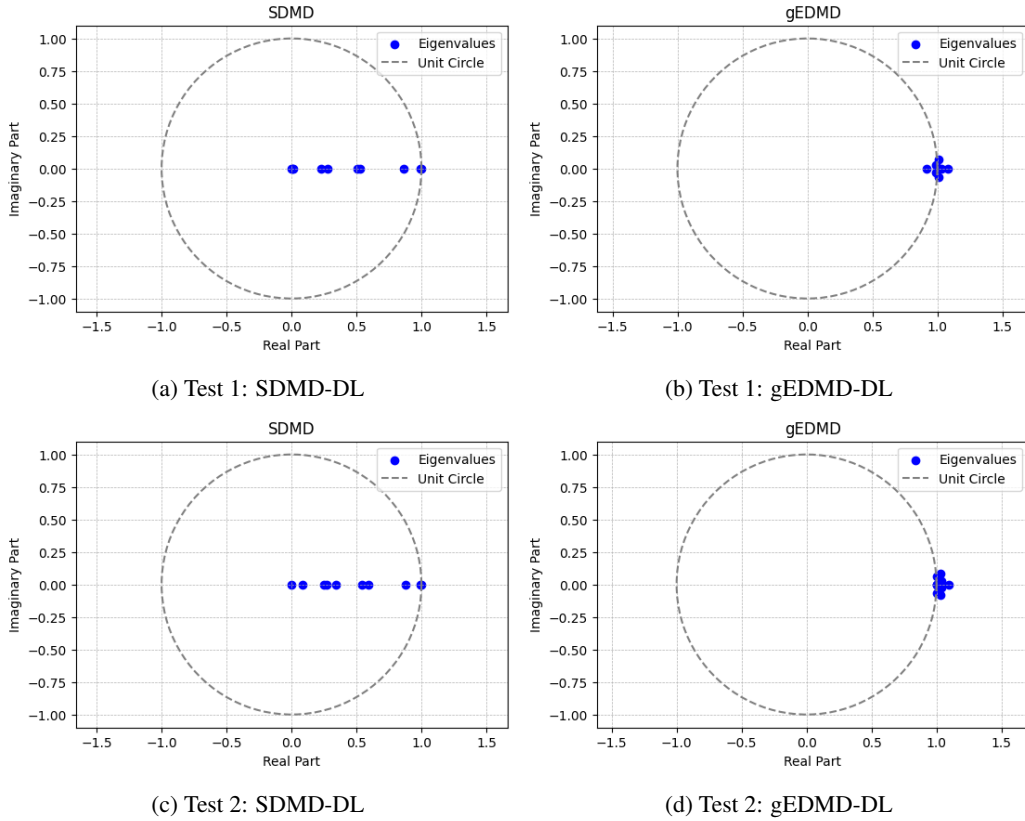 SDMD
1.00
0.75
0.50
0.25
0.00
−0.25
−0.50
−0.75
−1.00
Imaginary Part
Eigenvalues
Unit Circle
−1.5 −1.0 −0.5 0.0 0.5 1.0 1.5
Real Part
(a) Test 1: SDMD-DL
gEDMD
1.00
0.75
0.50
0.25
0.00
−0.25
−0.50
−0.75
−1.00
Imaginary Part
Eigenvalues
Unit Circle
−1.5 −1.0 −0.5 0.0 0.5 1.0 1.5
Real Part
(b) Test 1: gEDMD-DL
SDMD
1.00
0.75
0.50
0.25
0.00
−0.25
−0.50
−0.75
−1.00
Imaginary Part
Eigenvalues
Unit Circle
−1.5 −1.0 −0.5 0.0 0.5 1.0 1.5
Real Part
(c) Test 2: SDMD-DL
gEDMD
1.00
0.75
0.50
0.25
0.00
−0.25
−0.50
−0.75
−1.00
Imaginary Part
Eigenvalues
Unit Circle
−1.5 −1.0 −0.5 0.0 0.5 1.0 1.5
Real Part
(d) Test 2: gEDMD-DL